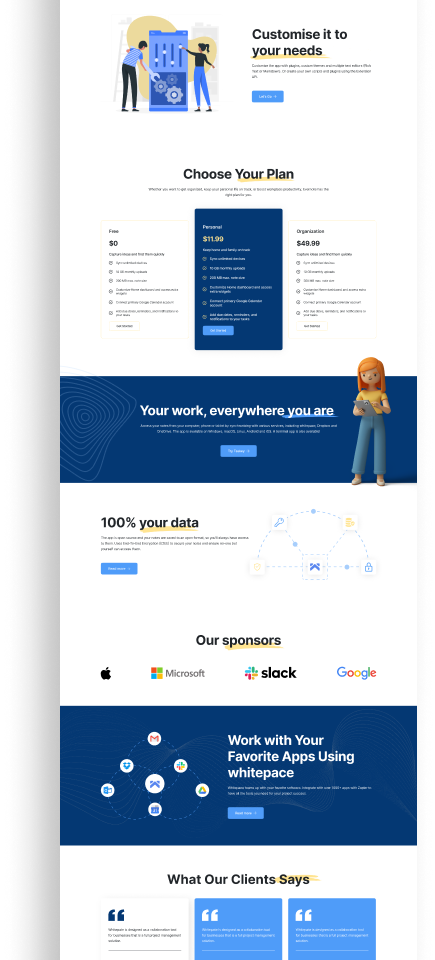 Customise it to
your needs
Customise the app with plugins, custom themes and multiple text editors (Rich
Text or Markdown). Or create your own scripts and plugins using the Extension
API.
Let's Go
Choose Your Plan
Whether you want to get organized, keep your personal life on track, or boost workplace productivity, Evernote has the
right plan for you.
Free
$0
Capture ideas and find them quickly
Sync unlimited devices
10 GB monthly uploads
200 MB max. note size
Customize Home dashboard and access extra
widgets
Connect primary Google Calendar account
Add due dates, reminders, and notifications to
your tasks
Get Started
Personal
$11.99
Keep home and family on track
Sync unlimited devices
10 GB monthly uploads
200 MB max. note size
Customize Home dashboard and access
extra widgets
Connect primary Google Calendar
account
Add due dates, reminders, and
notifications to your tasks
Get Started
Organization
$49.99
Capture ideas and find them quickly
Sync unlimited devices
10 GB monthly uploads
200 MB max. note size
Customize Home dashboard and access extra
widgets
Connect primary Google Calendar account
Add due dates, reminders, and notifications to
your tasks
Get Started
Your work, everywhere you are
Access your notes from your computer, phone or tablet by synchronising with various services, including whitepace, Dropbox and
OneDrive. The app is available on Windows, macOS, Linux, Android and iOS. A terminal app is also available!
Try Taskey
100% your data
The app is open source and your notes are saved to an open format, so you'll always have access
to them. Uses End-To-End Encryption (E2EE) to secure your notes and ensure no-one but
yourself can access them.
Read more
Our sponsors
Microsoft
slack
Google
Work with Your
Favorite Apps Using
whitepace
Whitepace teams up with your favorite software. Integrate with over 1000+ apps with Zapier to
have all the tools you need for your project success.
Read more
What Our Clients Says
Whitepate is designed as a collaboration tool
for businesses that is a full project management
solution.
Whitepate is designed as a collaboration tool
for businesses that is a full project management
solution.
Whitepate is designed as a collaboration tool
for businesses that is a full project management
solution.